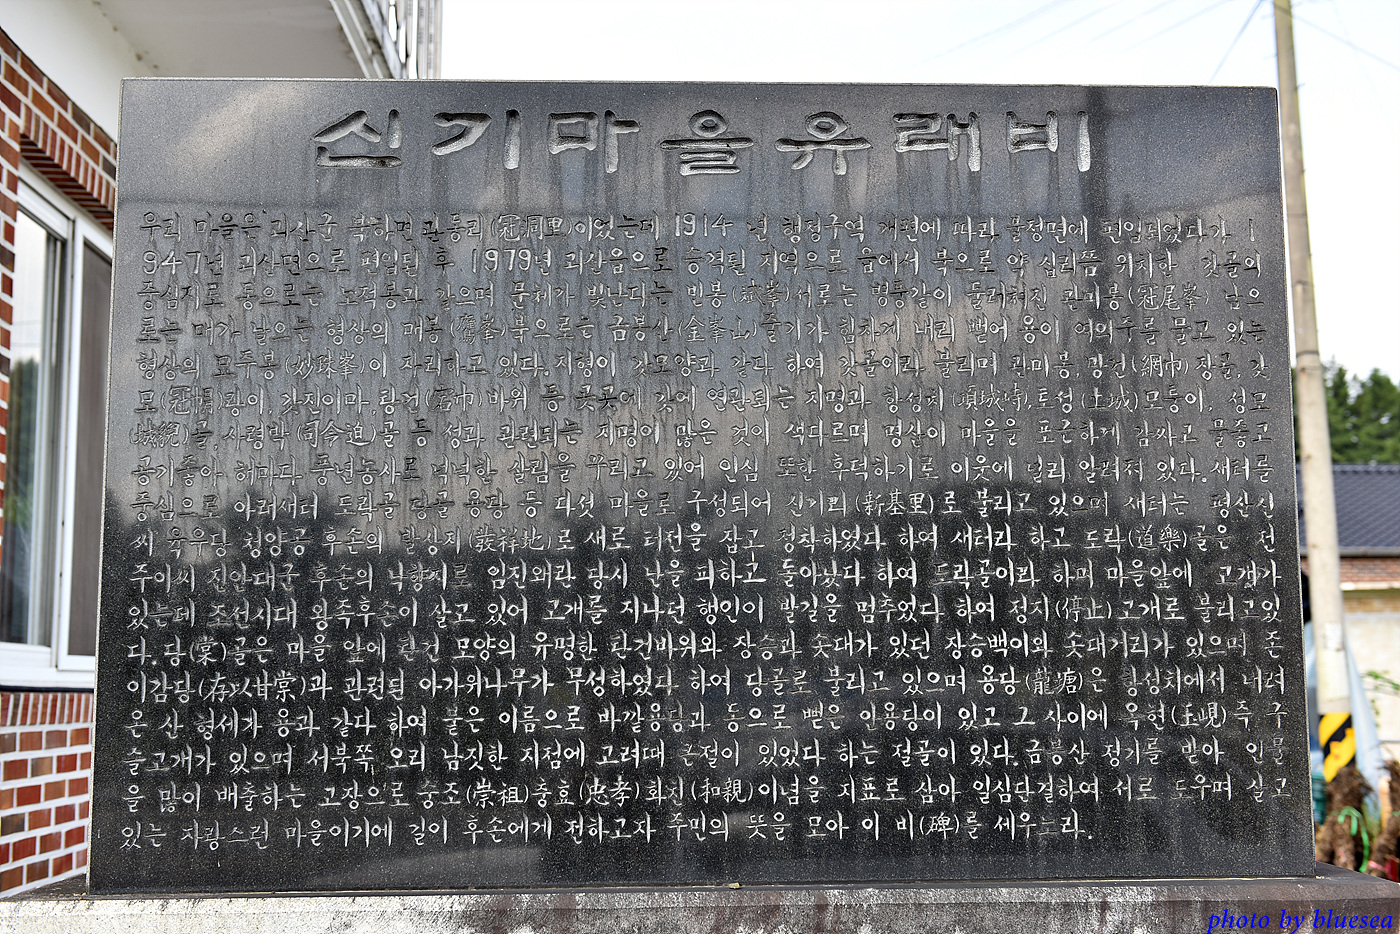 신기마을유래비
우리 마을은 괴산군 북하면 관동리(冠洞里)이었는데 1914 년 행정구역 개편에 따라 불정면에 편입되었다가 1
947년 괴산면으로 편입된 후 1979년 괴산읍으로 승격된 지역으로 읍에서 북으로 약 십리쯤 위치한 갓골의
중심지로 동으로는 노적봉과 같으며 문체가 빛난다는 빈봉(斌峯)서로는 병풍같이 둘러쳐진 관미봉(冠尾峯) 남으
로는 매가 날으는 형상의 매봉(鷹峯)북으로는 금봉산(金峯山)줄기가 힘차게 내리 뻗어 용이 여의주를 물고 있는
형상의 묘주봉(妙珠峯)이 자리하고 있다.지형이 갓모양과 같다 하여 갓골이라 불리며 관미봉,망건(網巾)장골,갓
모(冠帽)랑이,갓진이마,탕건(宕巾)바위 등 곳곳에 갓에 연관되는 지명과 항성치(項城峙),토성(土城)모퉁이, 성모
골,사령박(司令迫)골 등 성과 관련되는 지명이 많은 것이 색다르며 명산이 마을을 포근하게 감싸고 물좋고
공기좋아 해마다 풍년농사로 넉넉한 살림을 꾸리고 있어 인심 또한 후덕하기로 이웃에 널리 알려져 있다.새터를
중심으로 아래새터 도락골 당골 용당 등 다섯 마을로 구성되어 신기리(新基里)로 불리고 있으며 새터는 평산신
씨 옥우당 청양공 후손의 발상지(發祥地)로 새로 터전을 잡고 정착하였다 하여 새터라 하고 도락(道樂)골은 전
주이씨 진안대군 후손의 낙향지로 임진왜란 당시 난을 피하고 돌아났다 하여 도락골이라 하며 마을앞에 고개가
있는데 조선시대 왕족후손이 살고 있어 고개를 지나던 행인이 발길을 멈추었다 하여 정지(停止)고개로 불리고있
다.당(棠)골은 마을 앞에 탄건 모양의 유명한 탄건바위와 장승과 솟대가 있던 장승백이와 솟대거리가 있으며 존
이감당(存以甘棠)과 관련된 아가위나무가 무성하였다 하여 당골로 불리고 있으며 용당(龍塘)은 항성치에서 내려
은 산 형세가 용과 같다 하여 붙은 이름으로 바깥용당과 동으로 뻗은 안용당이 있고 그 사이에 옥현(玉峴)즉 구
슬고개가 있으며 서북쪽 오리 남짓한 지점에 고려때 큰절이 있었다 하는 절골이 있다.금봉산 정기를 받아 인물
을 많이 배출하는 고장으로 숭조(崇祖)충효(忠孝)화친(和親)이념을 지표로 삼아 일심단결하여 서로 도우며 살고
있는 자랑스런 마을이기에 길이 후손에게 전하고자 주민의 뜻을 모아 이 비(碑)를 세우노라.
photo by bluesea